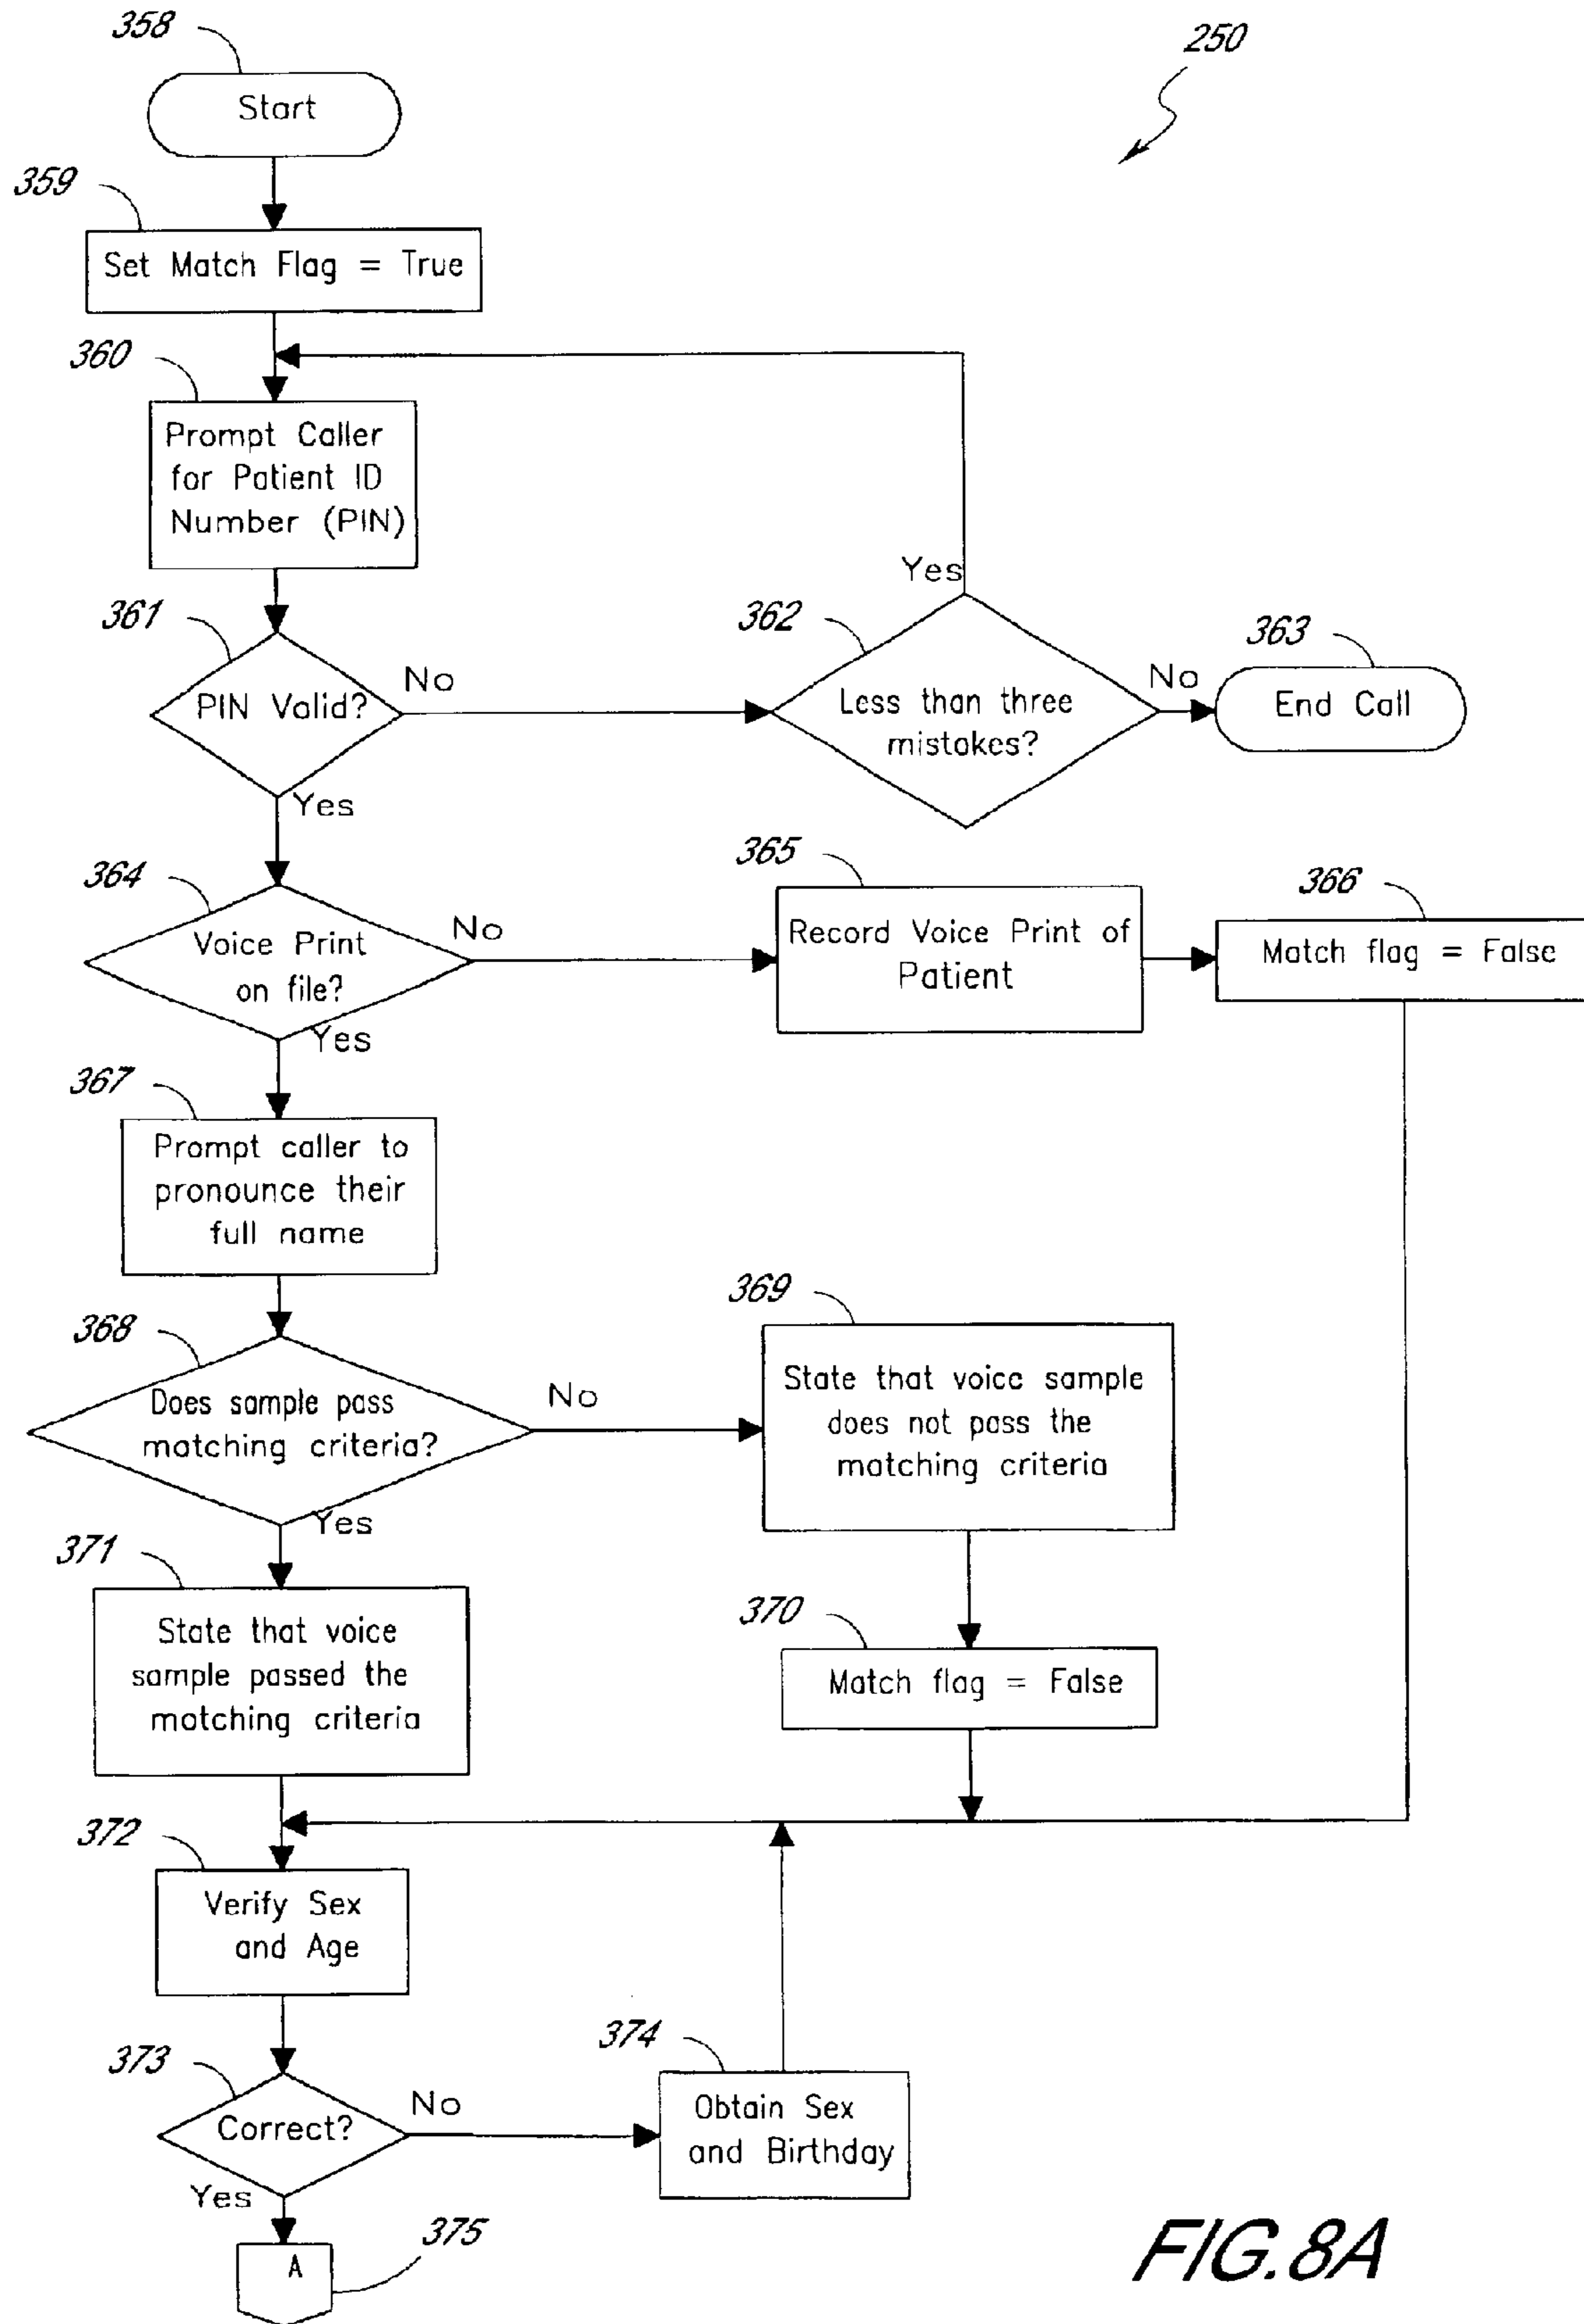 358
250
Start
359
Set Match Flag = True
360
Prompt Caller
for Patient ID
Number (PIN)
Yes
361
362
363
PIN Valid?
No
Less than three
mistakes?
No
End Call
Yes
364
365
366
Voice Print
on file?
No
Record Voice Print of
Patient
Match flag = False
Yes
367
Prompt caller to
pronounce their
full name
368
369
Does sample pass
matching criteria?
No
State that voice sample
does not pass the
matching criteria
Yes
371
370
State that voice
sample passed the
matching criteria
Match flag = False
372
Verify Sex
and Age
373
374
Correct?
No
Obtain Sex
and Birthday
Yes
375
A
FIG.8A